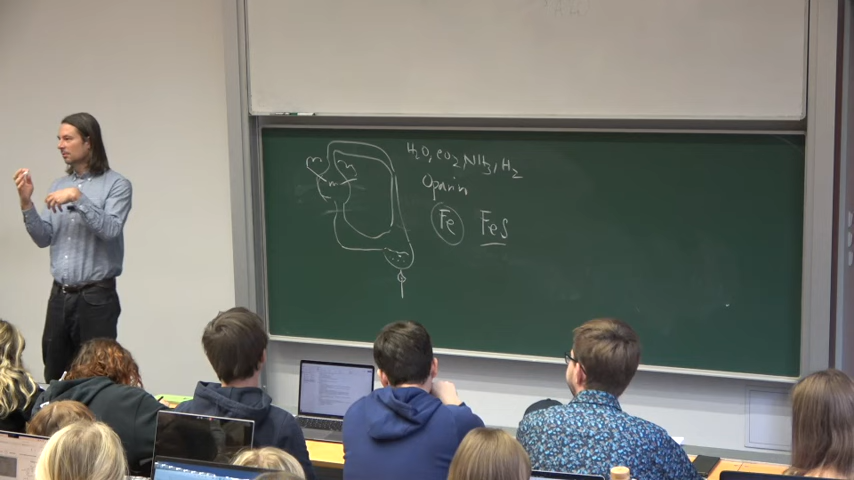 H₂O, CO₂, NH₃, H₂
Oparin
Fe FeS